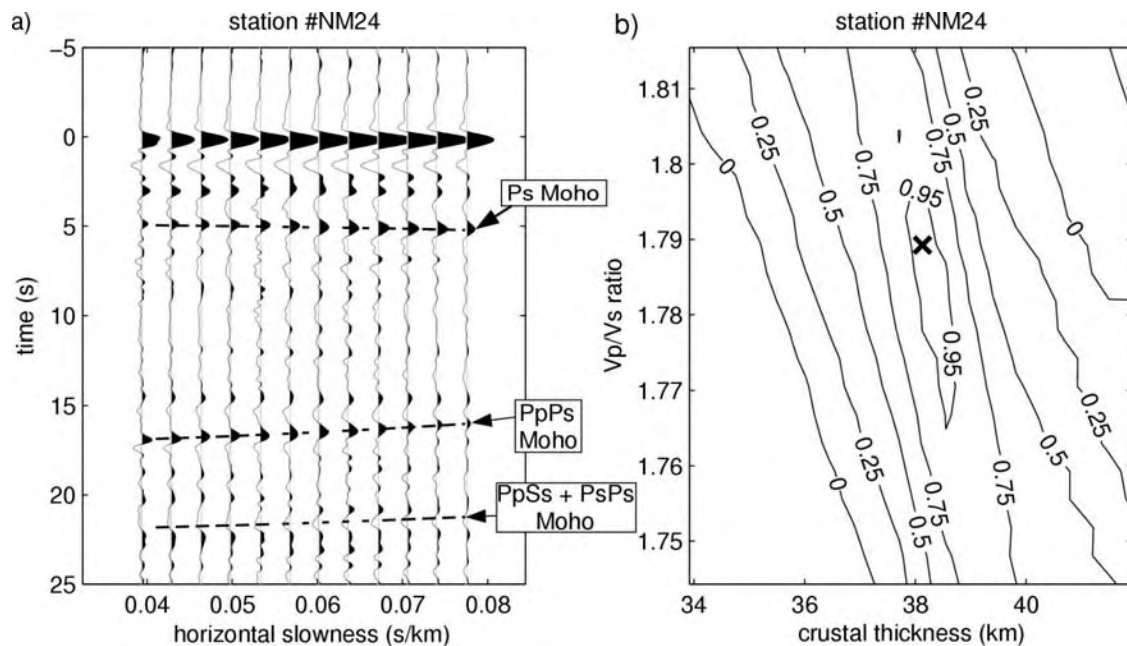 a)
station #NM24
−5
0
5
10
15
20
25
time (s)
0.04 0.05 0.06 0.07 0.08
horizontal slowness (s/km)
Ps Moho
PpPs
Moho
PpSs + PsPs
Moho
b)
station #NM24
1.81
1.8
1.79
1.78
1.77
1.76
1.75
Vp/Vs ratio
34 36 38 40
crustal thickness (km)
0
0.25
0.5
0.75
0.95
0.75
0.5
0.25
0
0.95
0
0.25
0.5
0.75
0.75
0.5
0.25